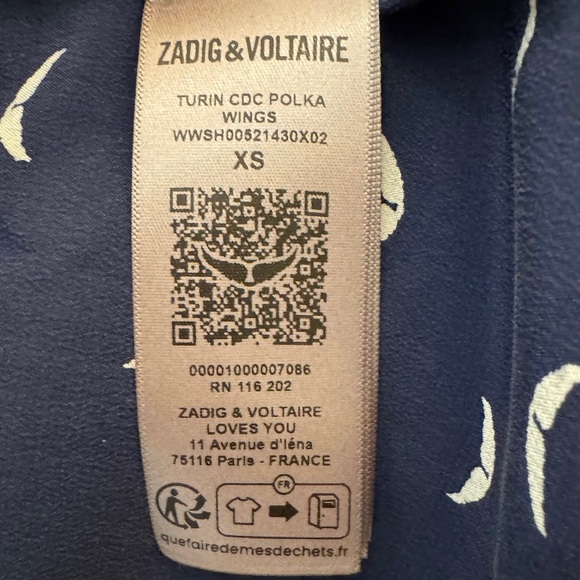 ZADIG&VOLTAIRE
TURIN CDC POLKA
WINGS
WWSH00521430X02
XS
00001000007086
RN 116 202
ZADIG & VOLTAIRE
LOVES YOU
11 Avenue d'Iéna
75116 Paris - FRANCE
FR
quefairedemesdechets.fr